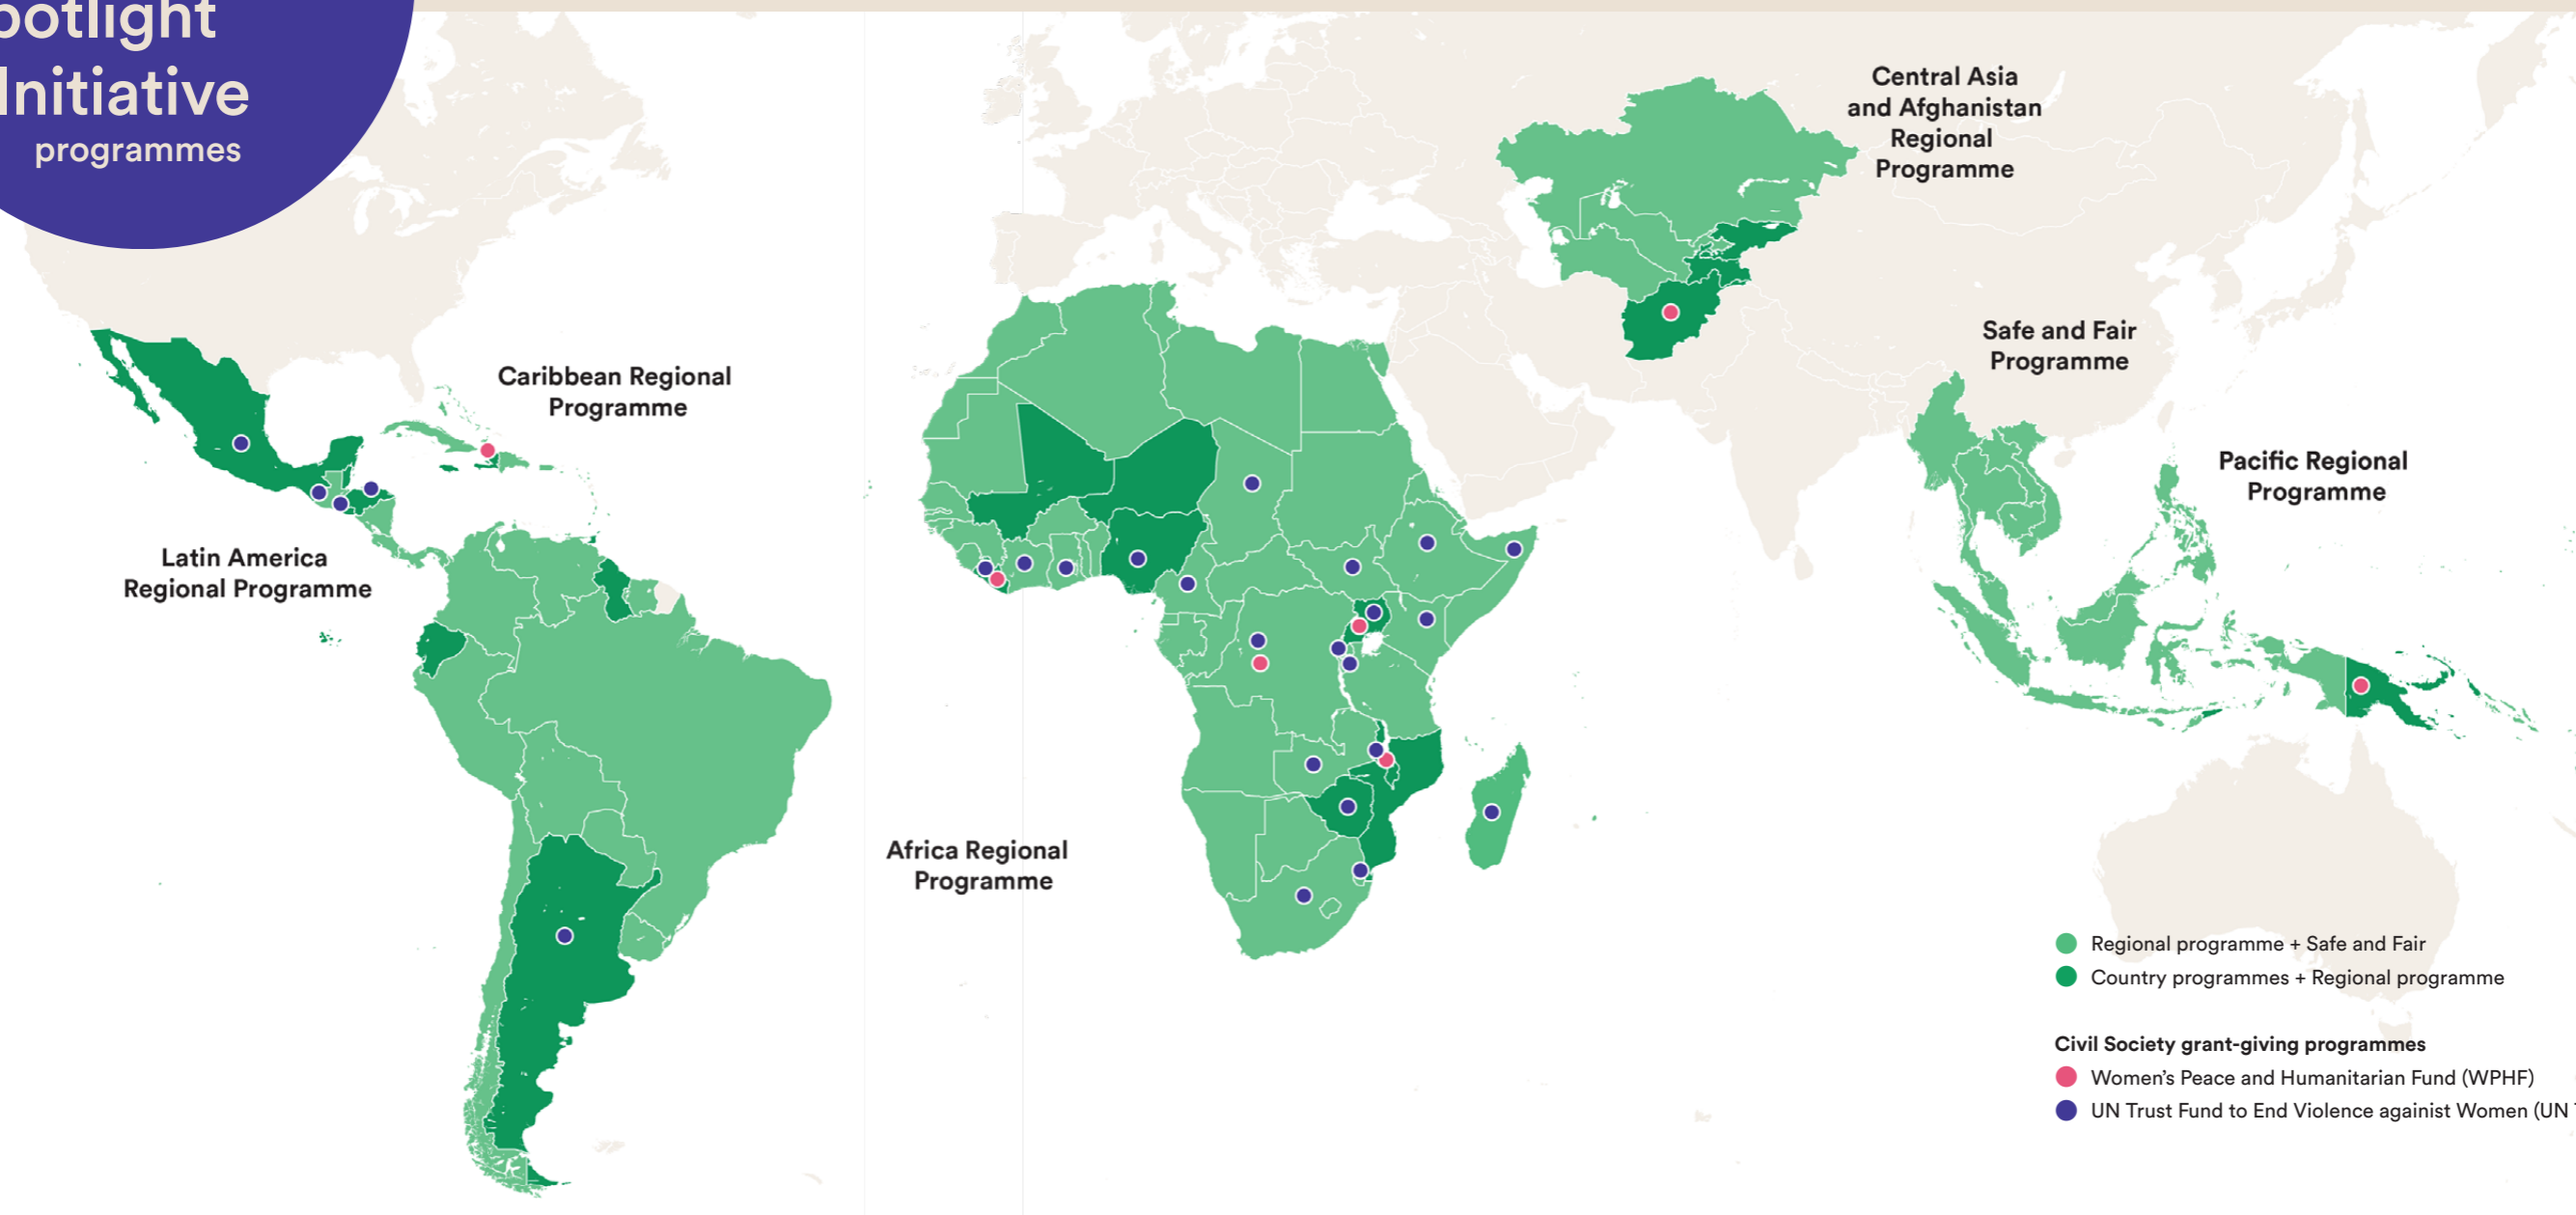 potlight
Initiative
programmes
Central Asia
and Afghanistan
Regional
Programme
Safe and Fair
Programme
Caribbean Regional
Programme
Pacific Regional
Programme
Latin America
Regional Programme
Africa Regional
Programme
Regional programme + Safe and Fair
Country programmes + Regional programme
Civil Society grant-giving programmes
Women's Peace and Humanitarian Fund (WPHF)
UN Trust Fund to End Violence againist Women (UN